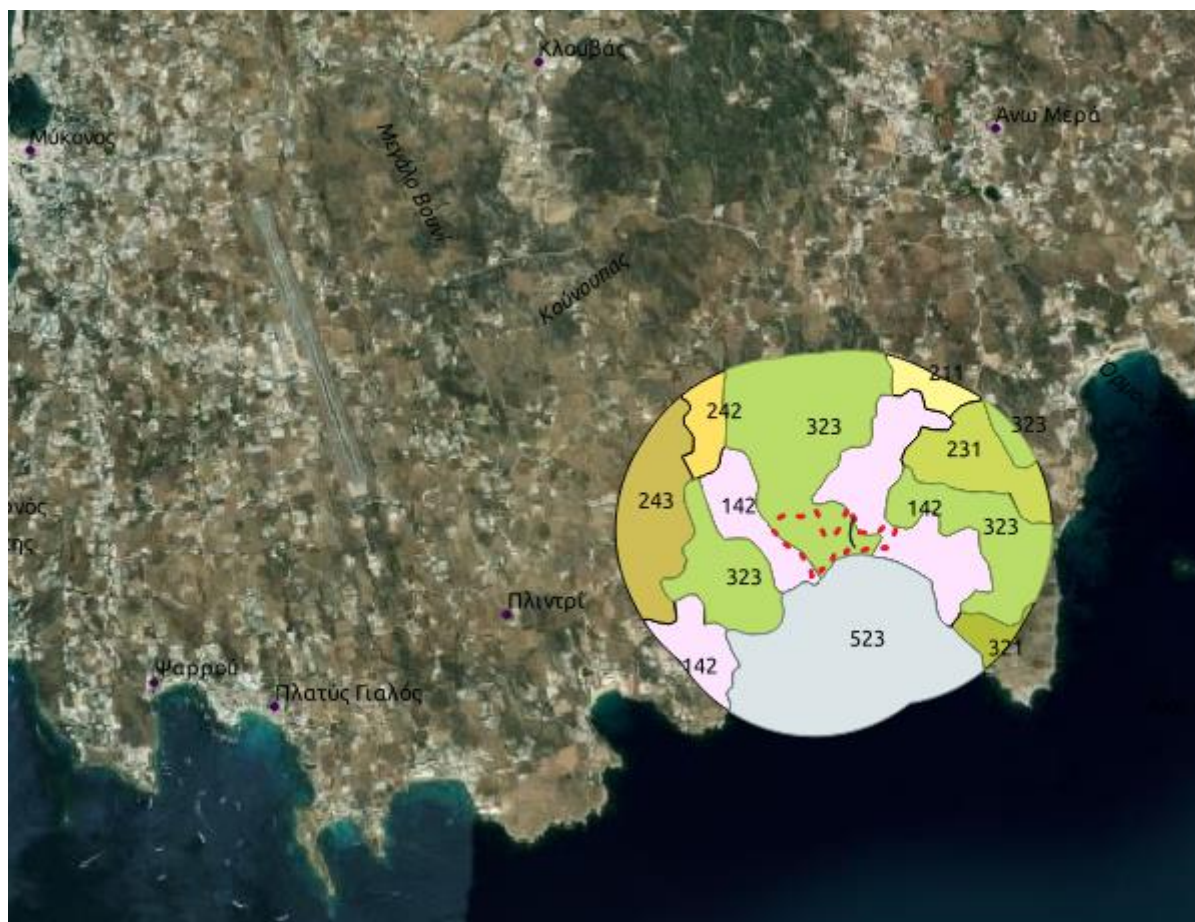 Κλουβάς
Άνω Μερά
Μύκονος
Μεγάλο Βουνί
Κούνουπας
211
242
323
323
231
243
142
142
323
323
Πλιντρί
523
321
142
Ψαρρού
Πλατύς Γιαλός